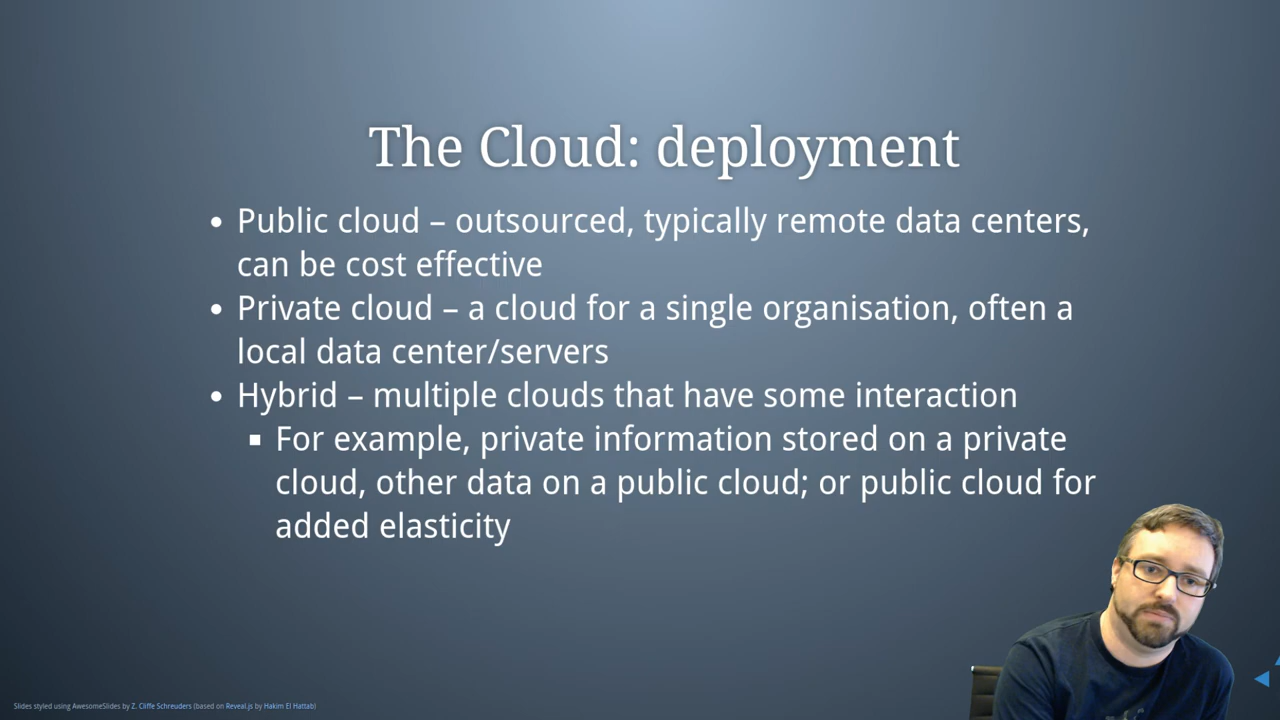 The Cloud: deployment
• Public cloud – outsourced, typically remote data centers,
can be cost effective
• Private cloud – a cloud for a single organisation, often a
local data center/servers
• Hybrid – multiple clouds that have some interaction
▪ For example, private information stored on a private
cloud, other data on a public cloud; or public cloud for
added elasticity
Slides styled using AwesomeSlides by Z. Cliffe Schreuders (based on Reveal.js by Hakim El Hattab)